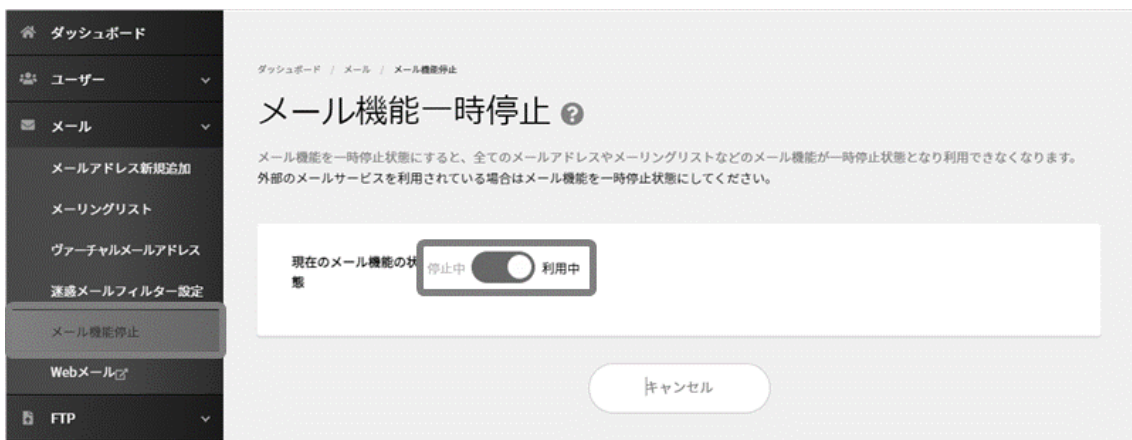 ダッシュボード
ユーザー
メール
メールアドレス新規追加
メーリングリスト
ヴァーチャルメールアドレス
迷惑メールフィルター設定
メール機能停止
Webメール
FTP
ダッシュボード / メール / メール機能停止
メール機能一時停止 ?
メール機能を一時停止状態にすると、全てのメールアドレスやメーリングリストなどのメール機能が一時停止状態となり利用できなくなります。
外部のメールサービスを利用されている場合はメール機能を一時停止状態にしてください。
現在のメール機能の状
態
停止中 利用中
キャンセル